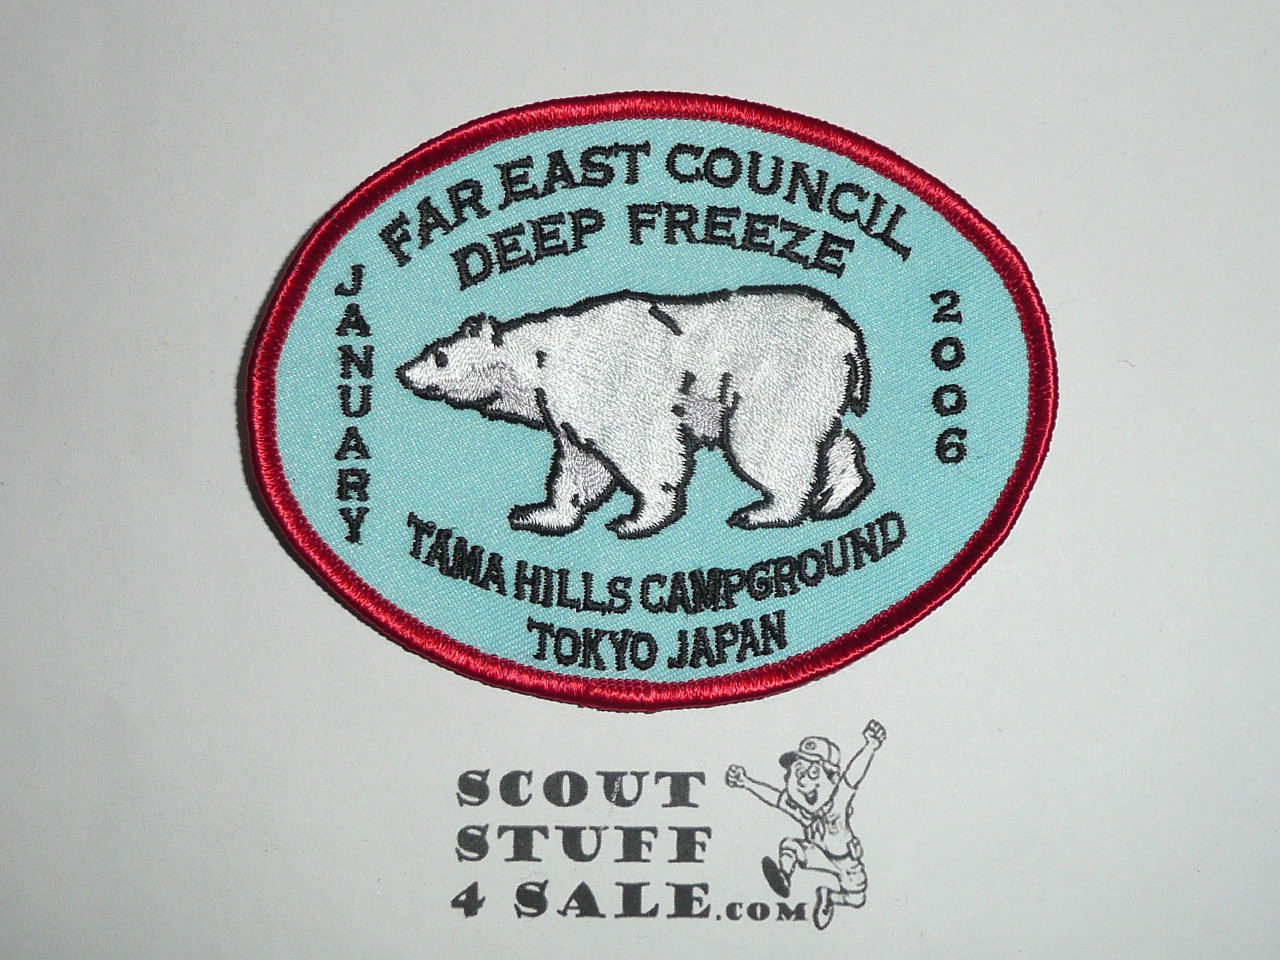 FAR EAST COUNCIL
DEEP FREEZE
JANUARY
2006
TAMA HILLS CAMPGROUND
TOKYO JAPAN
SCOUT
STUFF
4 SALE.COM